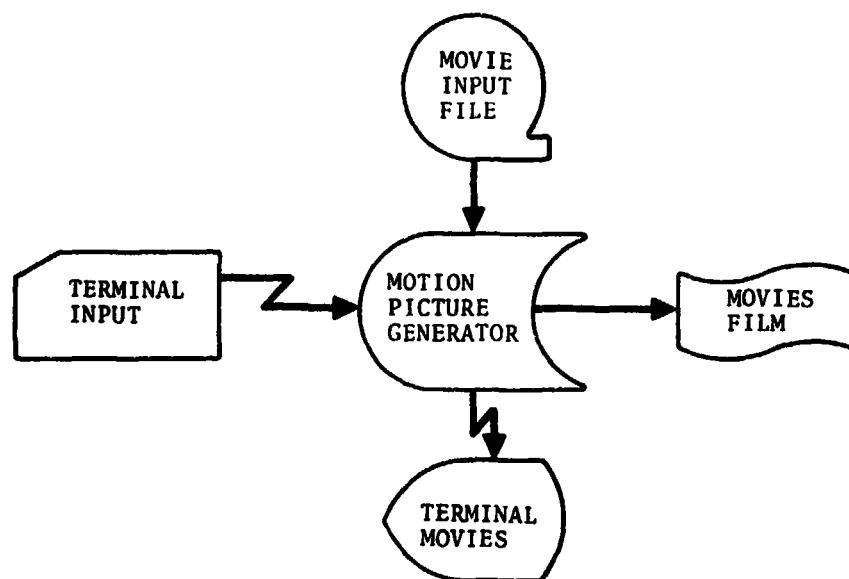 MOVIE
INPUT
FILE
TERMINAL
INPUT
MOTION
PICTURE
GENERATOR
MOVIES
FILM
TERMINAL
MOVIES